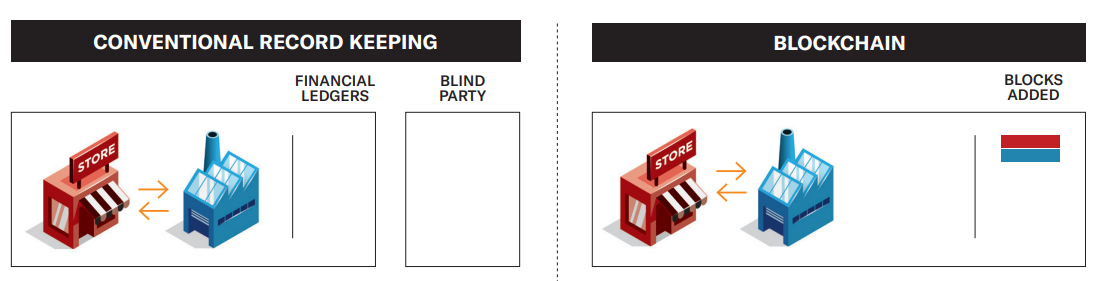 CONVENTIONAL RECORD KEEPING
FINANCIAL
LEDGERS
BLIND
PARTY
STORE
BLOCKCHAIN
BLOCKS
ADDED
STORE